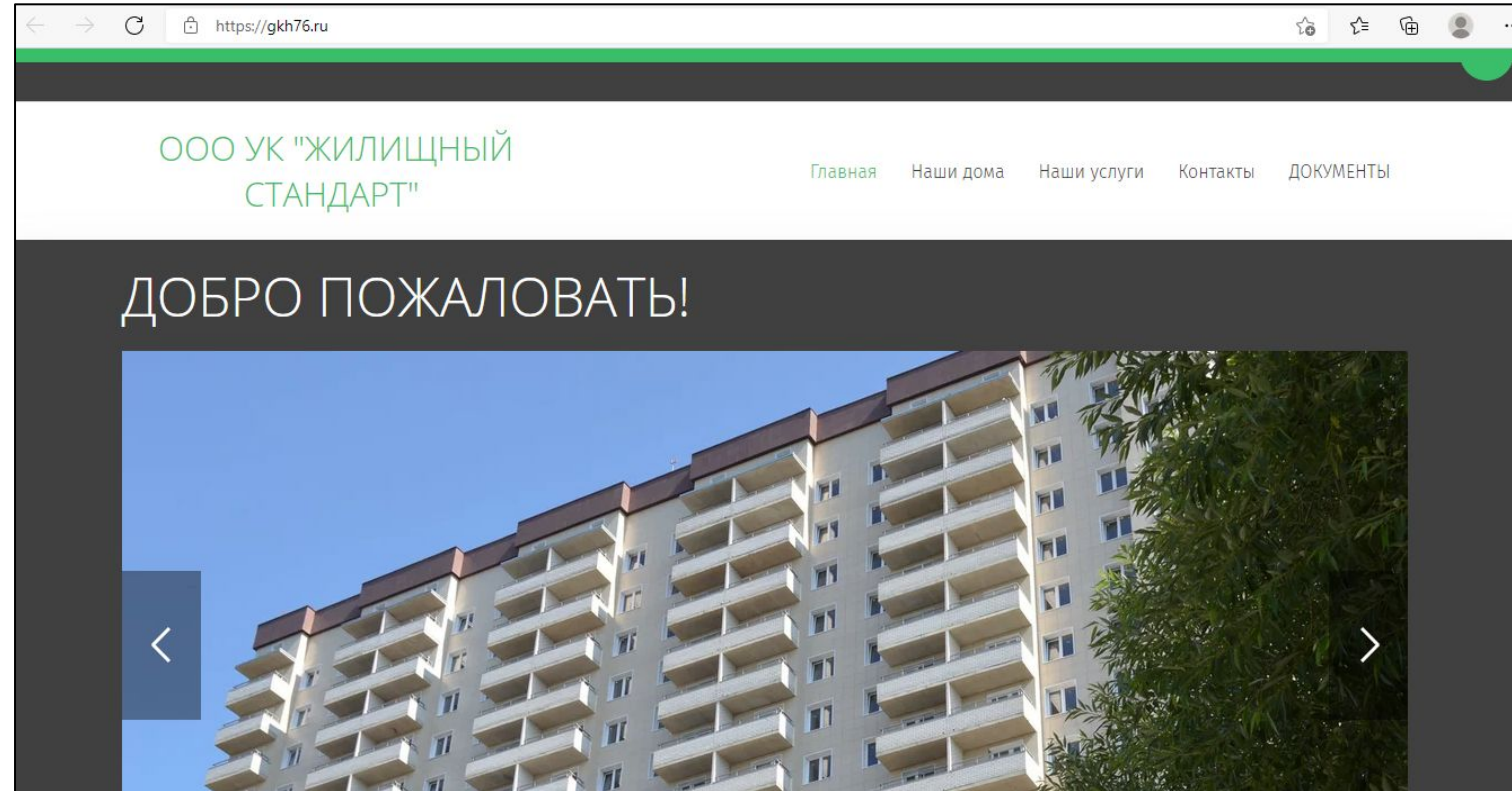 https://gkh76.ru
ООО УК "ЖИЛИЩНЫЙ
СТАНДАРТ"
Главная Наши дома Наши услуги Контакты ДОКУМЕНТЫ
ДОБРО ПОЖАЛОВАТЬ!